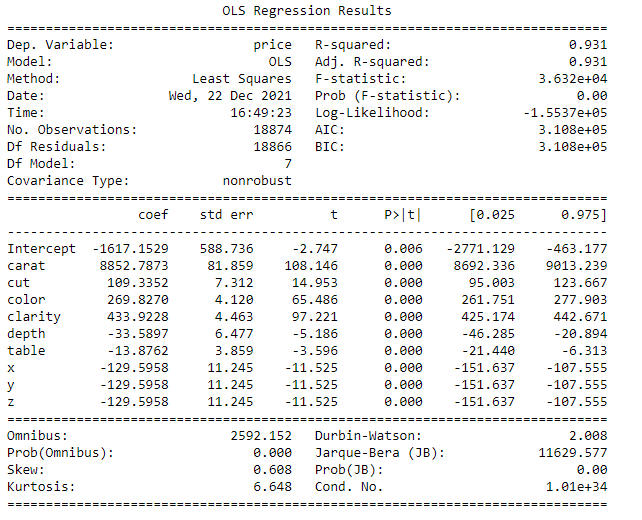 OLS Regression Results
==============================================================================
Dep. Variable:                  price   R-squared:                       0.931
Model:                            OLS   Adj. R-squared:                  0.931
Method:                 Least Squares   F-statistic:                 3.632e+04
Date:                Wed, 22 Dec 2021   Prob (F-statistic):               0.00
Time:                        16:49:23   Log-Likelihood:            -1.5537e+05
No. Observations:               18874   AIC:                         3.108e+05
Df Residuals:                   18866   BIC:                         3.108e+05
Df Model:                           7
Covariance Type:            nonrobust
==============================================================================
                 coef    std err          t      P>|t|      [0.025      0.975]
------------------------------------------------------------------------------
Intercept  -1617.1529    588.736     -2.747      0.006   -2771.129    -463.177
carat       8852.7873     81.859    108.146      0.000    8692.336    9013.239
cut          109.3352      7.312     14.953      0.000      95.003     123.667
color        269.8270      4.120     65.486      0.000     261.751     277.903
clarity      433.9228      4.463     97.221      0.000     425.174     442.671
depth        -33.5897      6.477     -5.186      0.000     -46.285     -20.894
table        -13.8762      3.859     -3.596      0.000     -21.440      -6.313
x           -129.5958     11.245    -11.525      0.000    -151.637    -107.555
y           -129.5958     11.245    -11.525      0.000    -151.637    -107.555
z           -129.5958     11.245    -11.525      0.000    -151.637    -107.555
==============================================================================
Omnibus:                     2592.152   Durbin-Watson:                   2.008
Prob(Omnibus):                  0.000   Jarque-Bera (JB):            11629.577
Skew:                           0.608   Prob(JB):                         0.00
Kurtosis:                       6.648   Cond. No.                     1.01e+34
==============================================================================